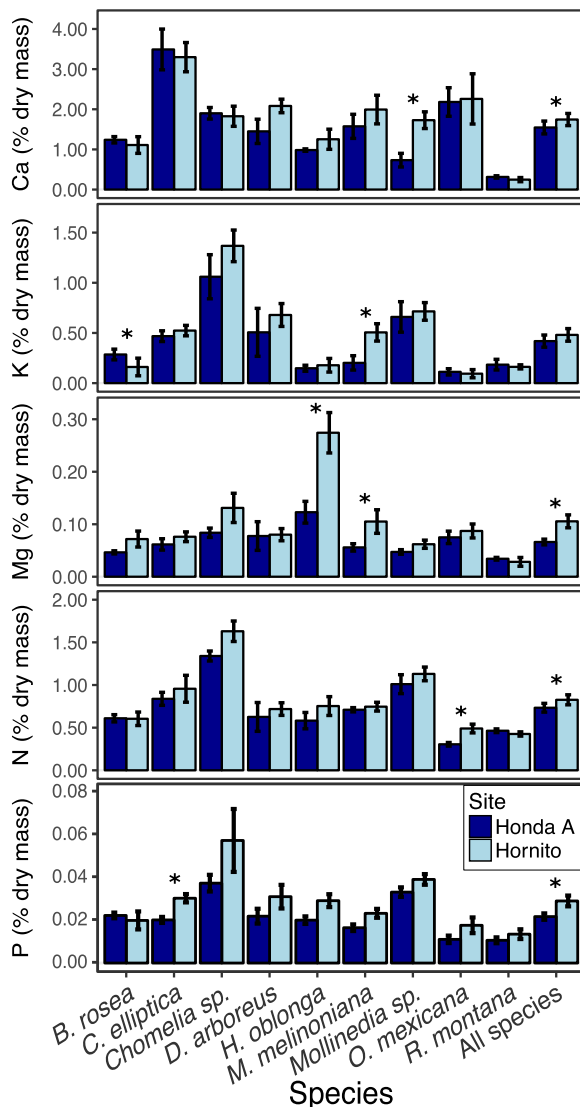 Ca (% dry mass)
4.00
3.00
2.00
1.00
0.00
*
*
K (% dry mass)
1.50
1.00
0.50
0.00
*
*
Mg (% dry mass)
0.30
0.20
0.10
0.00
*
*
*
N (% dry mass)
2.00
1.50
1.00
0.50
0.00
*
*
P (% dry mass)
0.08
0.06
0.04
0.02
0.00
*
*
Site
Honda A
Hornito
B. rosea
C. elliptica
Chomelia sp.
D. arboreus
H. oblonga
M. melinoniana
Mollinedia sp.
O. mexicana
R. montana
All species
Species